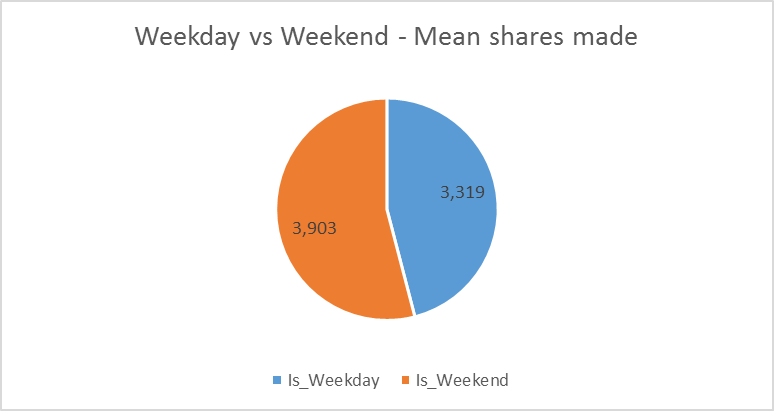 Weekday vs Weekend - Mean shares made
3,319
3,903
Is_Weekday
Is_Weekend